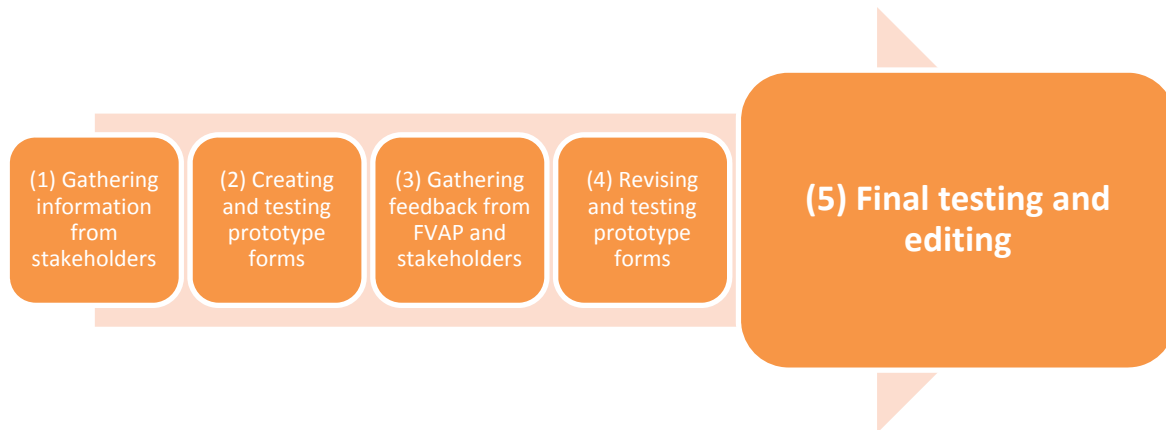 (1) Gathering
information
from
stakeholders
(2) Creating
and testing
prototype
forms
(3) Gathering
feedback from
FVAP and
stakeholders
(4) Revising
and testing
prototype
forms
(5) Final testing and
editing